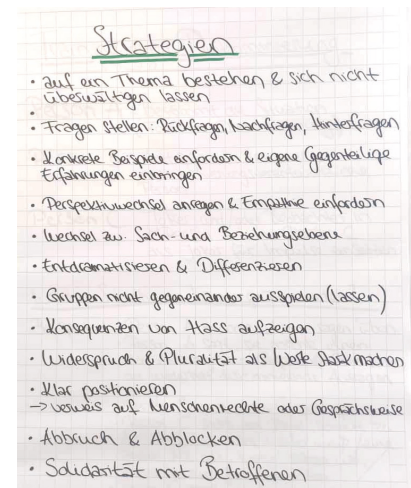 Strategien
• auf ein Thema bestehen & sich nicht
überwältigen lassen
•
• Fragen stellen: Rückfragen, Nachfragen, Hinterfragen
• Konkrete Beispiele einfordern & eigene Gegenteilige
Erfahrungen einbringen
• Perspektivwechsel anregen & Empathie einfordern
• Wechsel zw. Sach- und Beziehungsebene
• Entdramatisieren & Differenzieren
• Gruppen nicht gegeneinander ausspielen (lassen)
• Konsequenzen von Hass aufzeigen
• Widerspruch & Pluralität als Werte stark machen
• Klar positionieren
→ verweis auf Menschenrechte oder Gesprächsweise
• Abbruch & Abblocken
• Solidarität mit Betroffenen